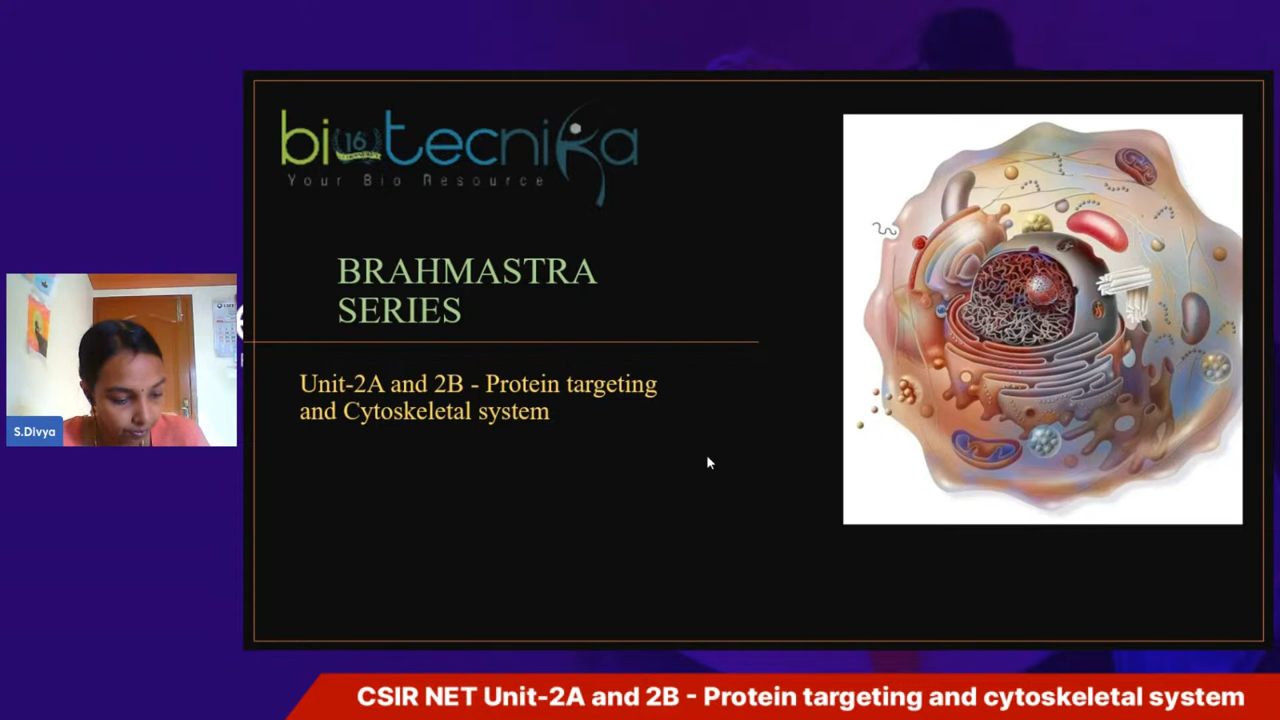 biotecnika
16
Your Bio Resource
BRAHMASTRA
SERIES
Unit-2A and 2B - Protein targeting
and Cytoskeletal system
S.Divya
CSIR NET Unit-2A and 2B - Protein targeting and cytoskeletal system